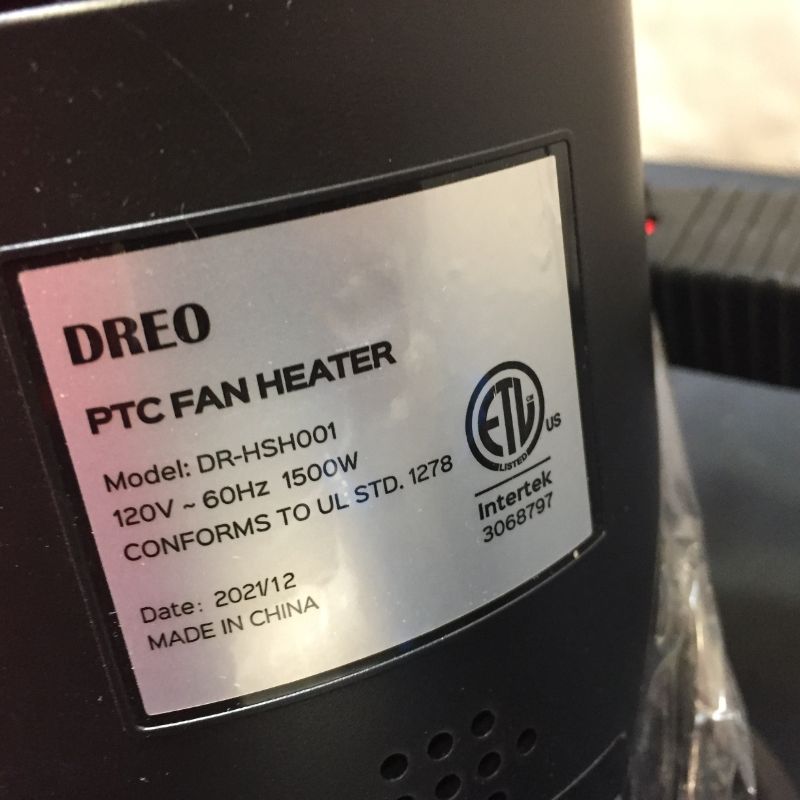 DREO
PTC FAN HEATER
Model: DR-HSH001
120V ~ 60Hz 1500W
CONFORMS TO UL STD. 1278
Date: 2021/12
MADE IN CHINA
ETL
CM
US
LISTED
Intertek
3068797